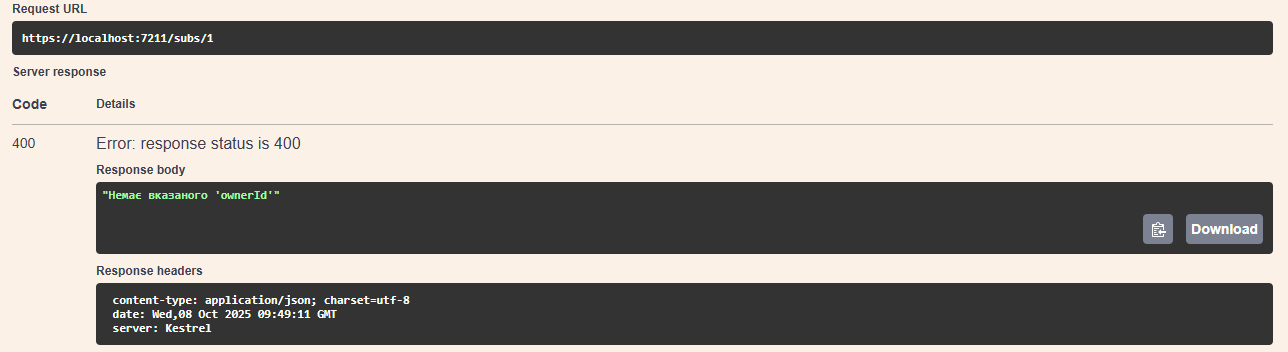 Request URL
https://localhost:7211/subs/1
Server response
Code Details
400 Error: response status is 400
Response body
"Немає вказаного 'ownerId'"
Download
Response headers
content-type: application/json; charset=utf-8
date: Wed,08 Oct 2025 09:49:11 GMT
server: Kestrel